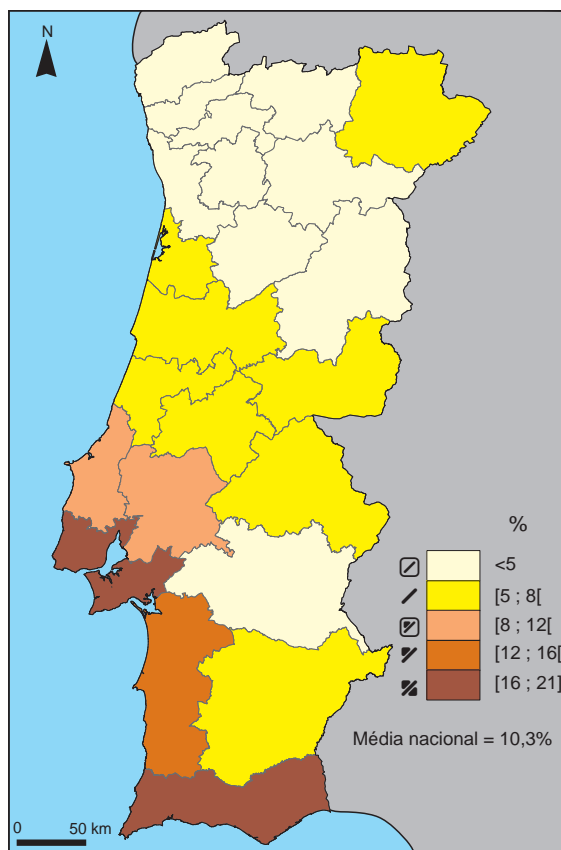 N
%
<5
[5 ; 8[
[8 ; 12[
[12 ; 16[
[16 ; 21]
Média nacional = 10,3%
0 50 km